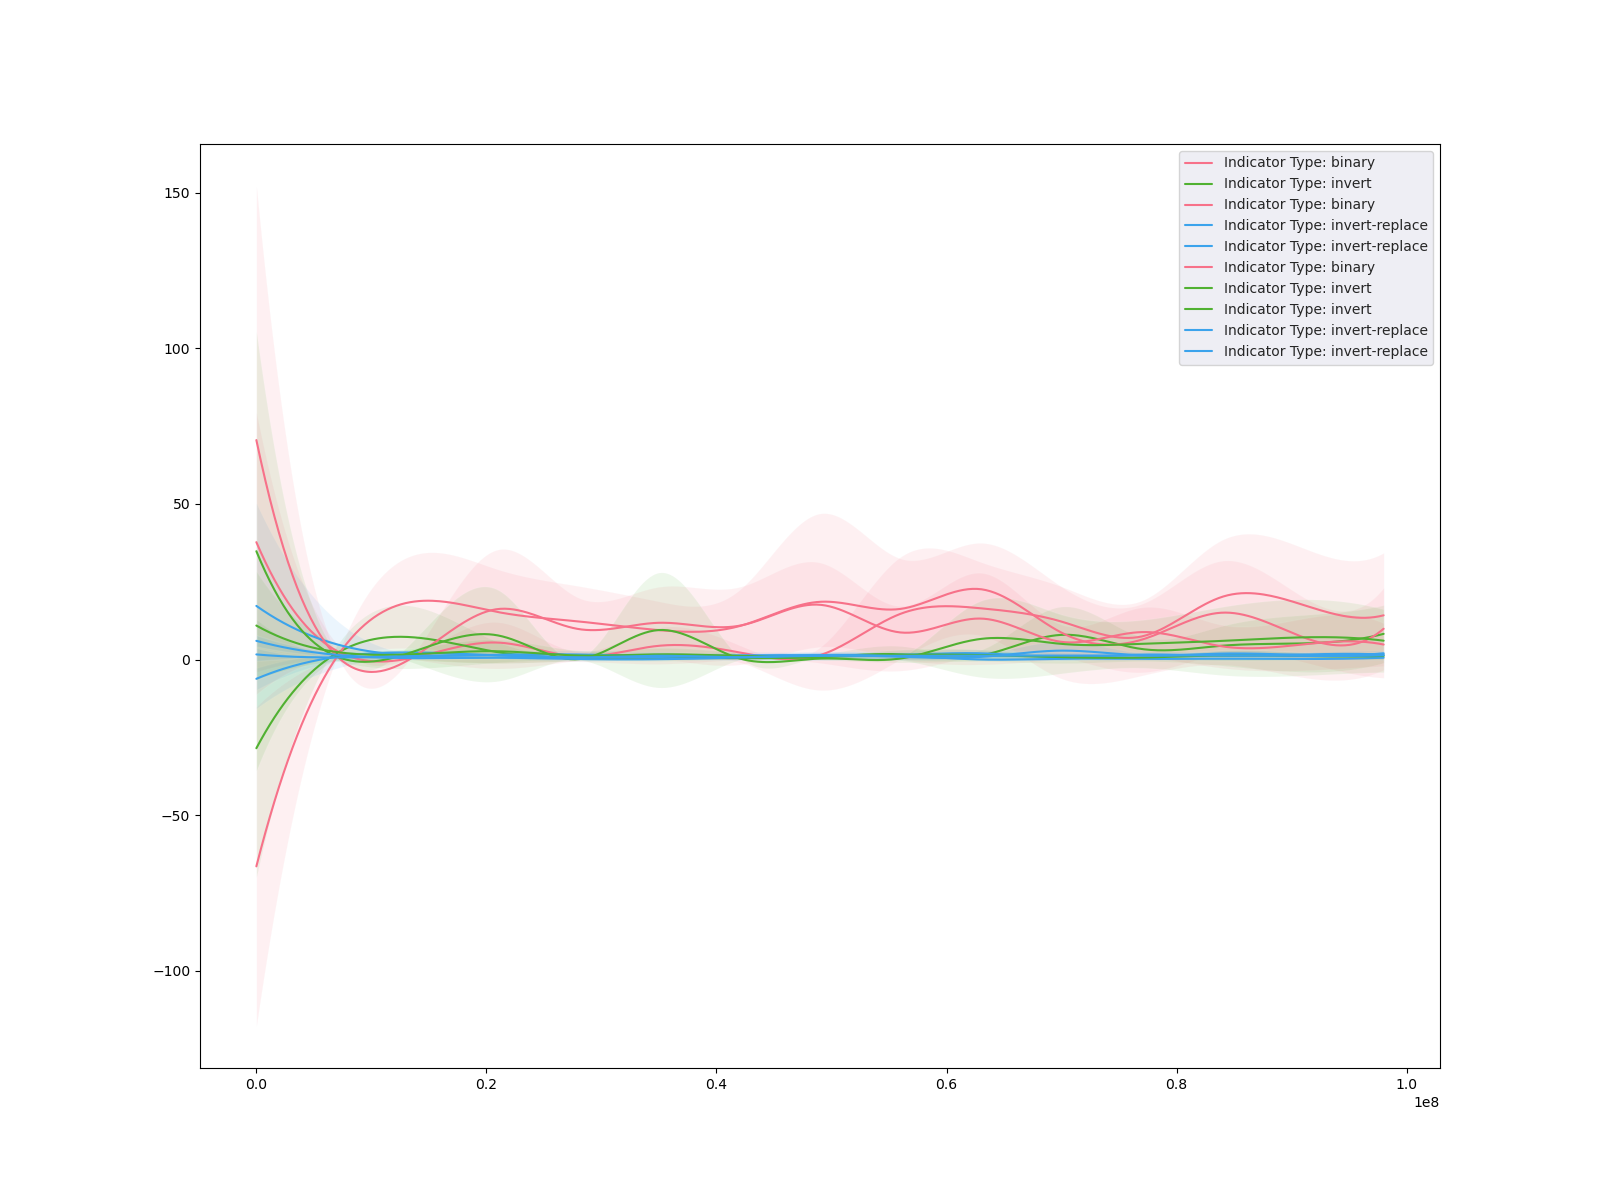 150
100
50
0
−50
−100
Indicator Type: binary
Indicator Type: invert
Indicator Type: binary
Indicator Type: invert-replace
Indicator Type: invert-replace
Indicator Type: binary
Indicator Type: invert
Indicator Type: invert
Indicator Type: invert-replace
Indicator Type: invert-replace
0.0 0.2 0.4 0.6 0.8 1.0
1e8